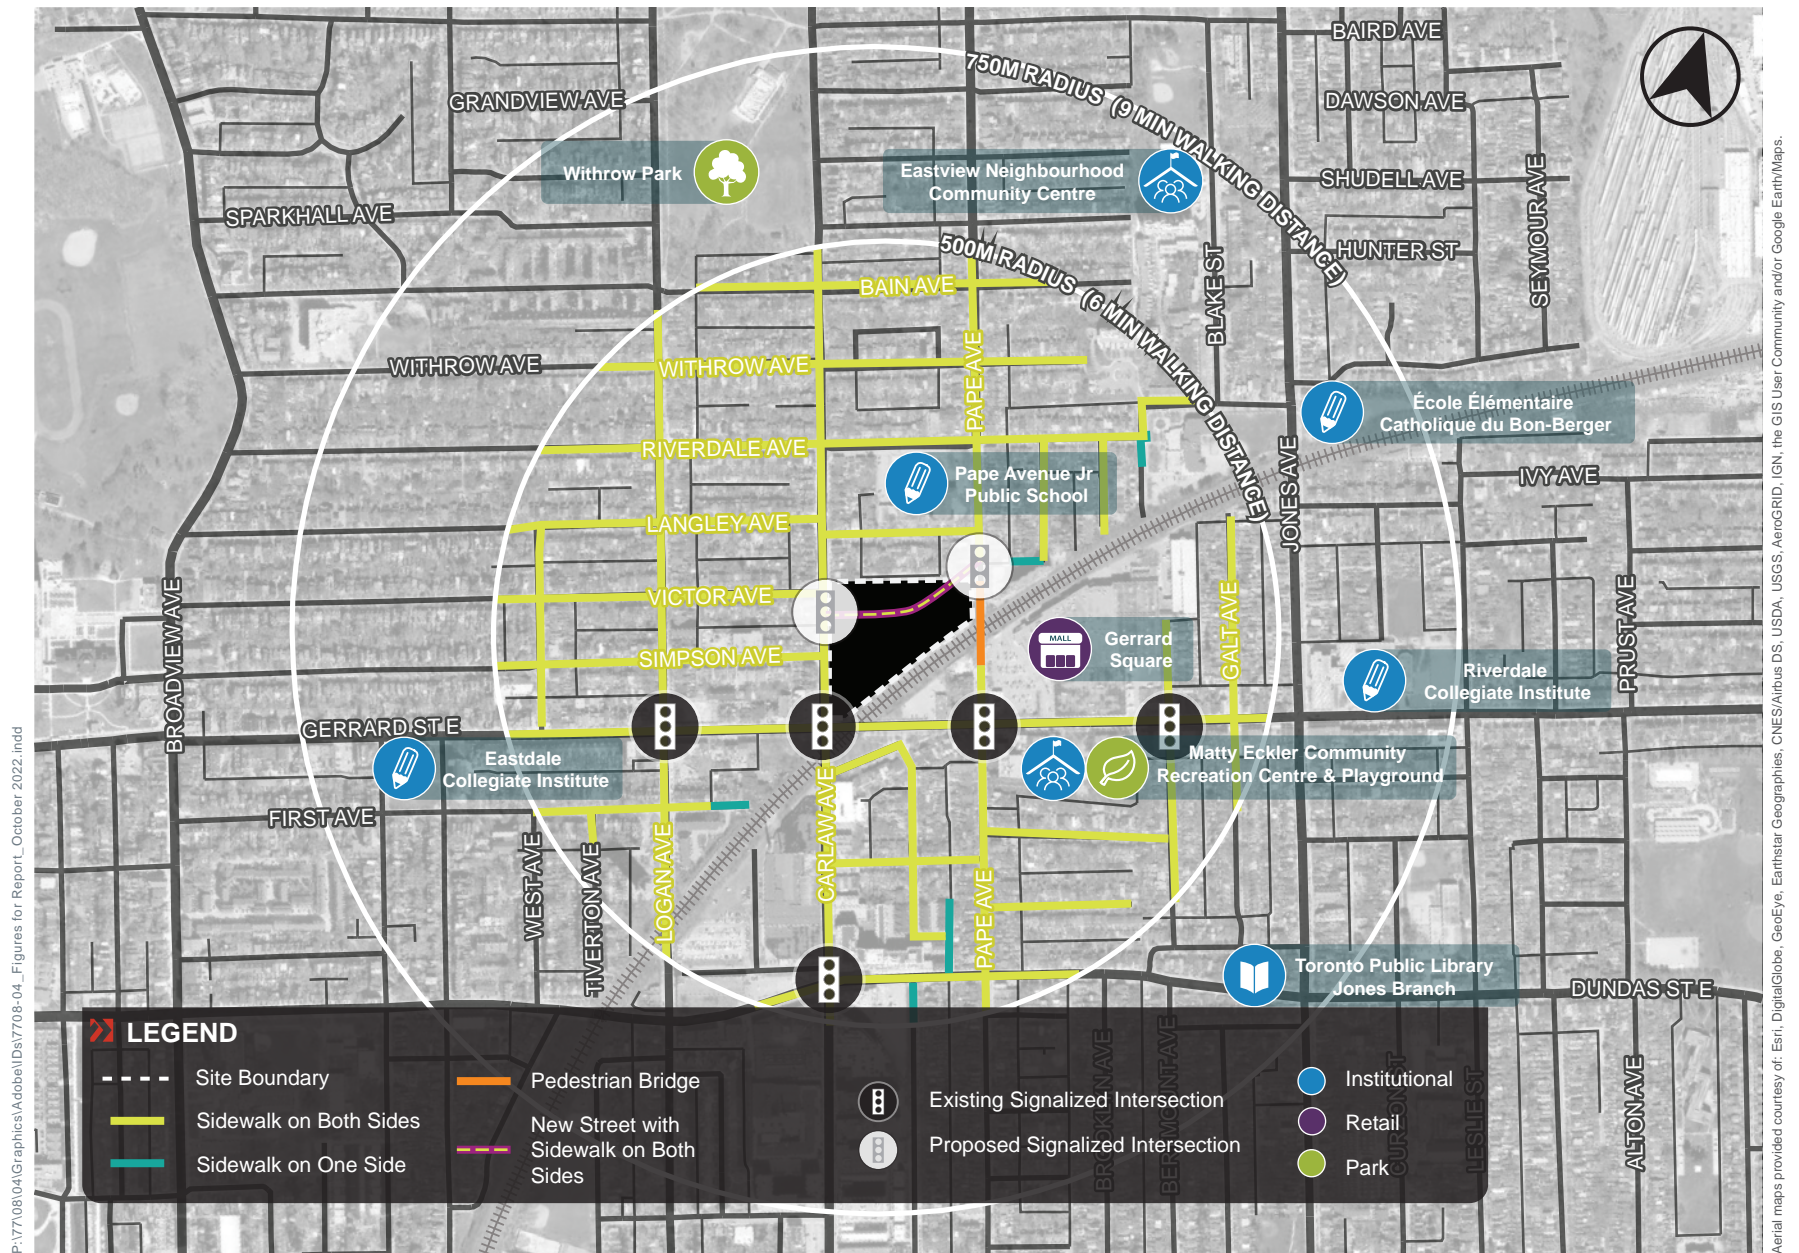 BAIRD AVE
GRANDVIEW AVE
750M RADIUS (9 MIN WALKING DISTANCE)
DAWSON AVE
Withrow Park
Eastview Neighbourhood
Community Centre
SHUDELL AVE
SEYMOUR AVE
SPARKHALL AVE
500M RADIUS (6 MIN WALKING DISTANCE)
HUNTER ST
BLAKE ST
BAIN AVE
WITHROW AVE
WITHROW AVE
PAPE AVE
École Élémentaire
Catholique du Bon-Berger
RIVERDALE AVE
JONES AVE
Pape Avenue Jr
Public School
IVY AVE
LANGLEY AVE
VICTOR AVE
BROADVIEW AVE
GALT AVE
PRUST AVE
MALL
Gerrard
Square
SIMPSON AVE
Riverdale
Collegiate Institute
GERRARD ST E
Eastdale
Collegiate Institute
Matty Eckler Community
Recreation Centre & Playground
FIRST AVE
WEST AVE
TIVERTON AVE
LOGAN AVE
CARLAW AVE
PAPE AVE
Toronto Public Library
Jones Branch
DUNDAS ST E
LEGEND
Site Boundary
Sidewalk on Both Sides
Sidewalk on One Side
Pedestrian Bridge
New Street with
Sidewalk on Both
Sides
Existing Signalized Intersection
Proposed Signalized Intersection
Institutional
Retail
Park
BROOKLYN AVE
BERTMOUNT AVE
CURZON ST
LESLIE ST
ALTON AVE
P:\77\08\04\Graphics\Adobe\IDs\7708-04_Figures for Report_October 2022.indd
Aerial maps provided courtesy of: Esri, DigitalGlobe, GeoEye, Earthstar Geographics, CNES/Airbus DS, USDA, USGS, AeroGRID, IGN, the GIS User Community and/or Google Earth/Maps.